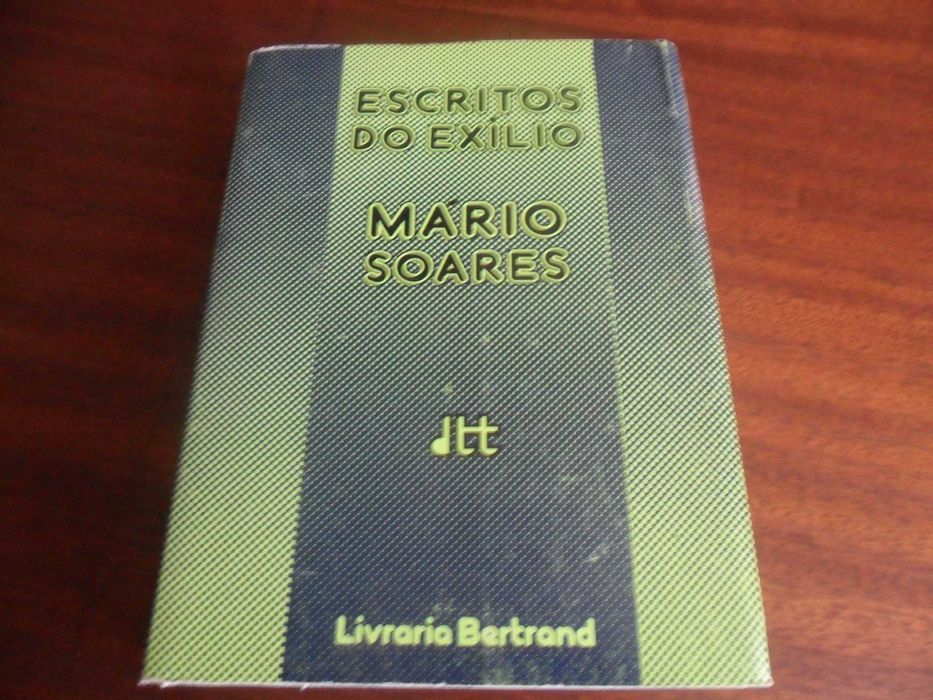 ESCRITOS
DO EXÍLIO
MÁRIO
SOARES
dtt
Livraria Bertrand